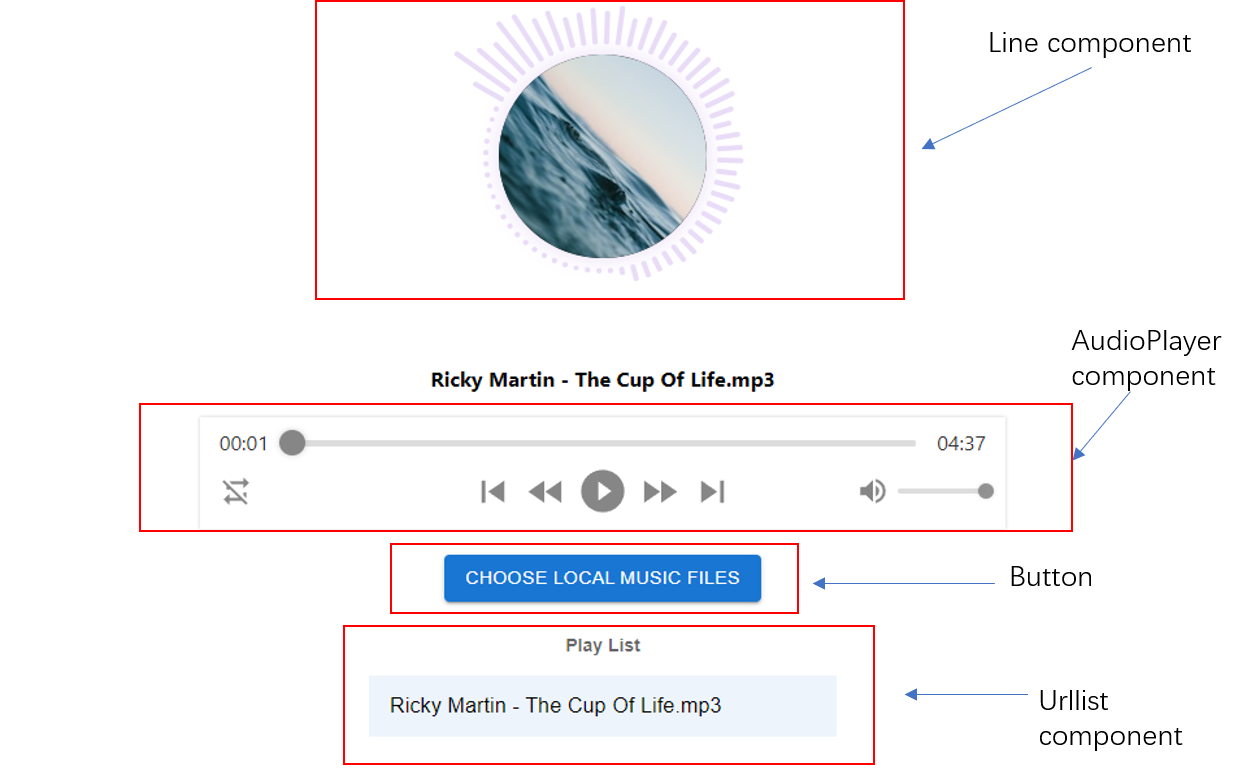 Line component
AudioPlayer
component
Ricky Martin - The Cup Of Life.mp3
00:01
04:37
CHOOSE LOCAL MUSIC FILES
Button
Play List
Ricky Martin - The Cup Of Life.mp3
Urllist
component